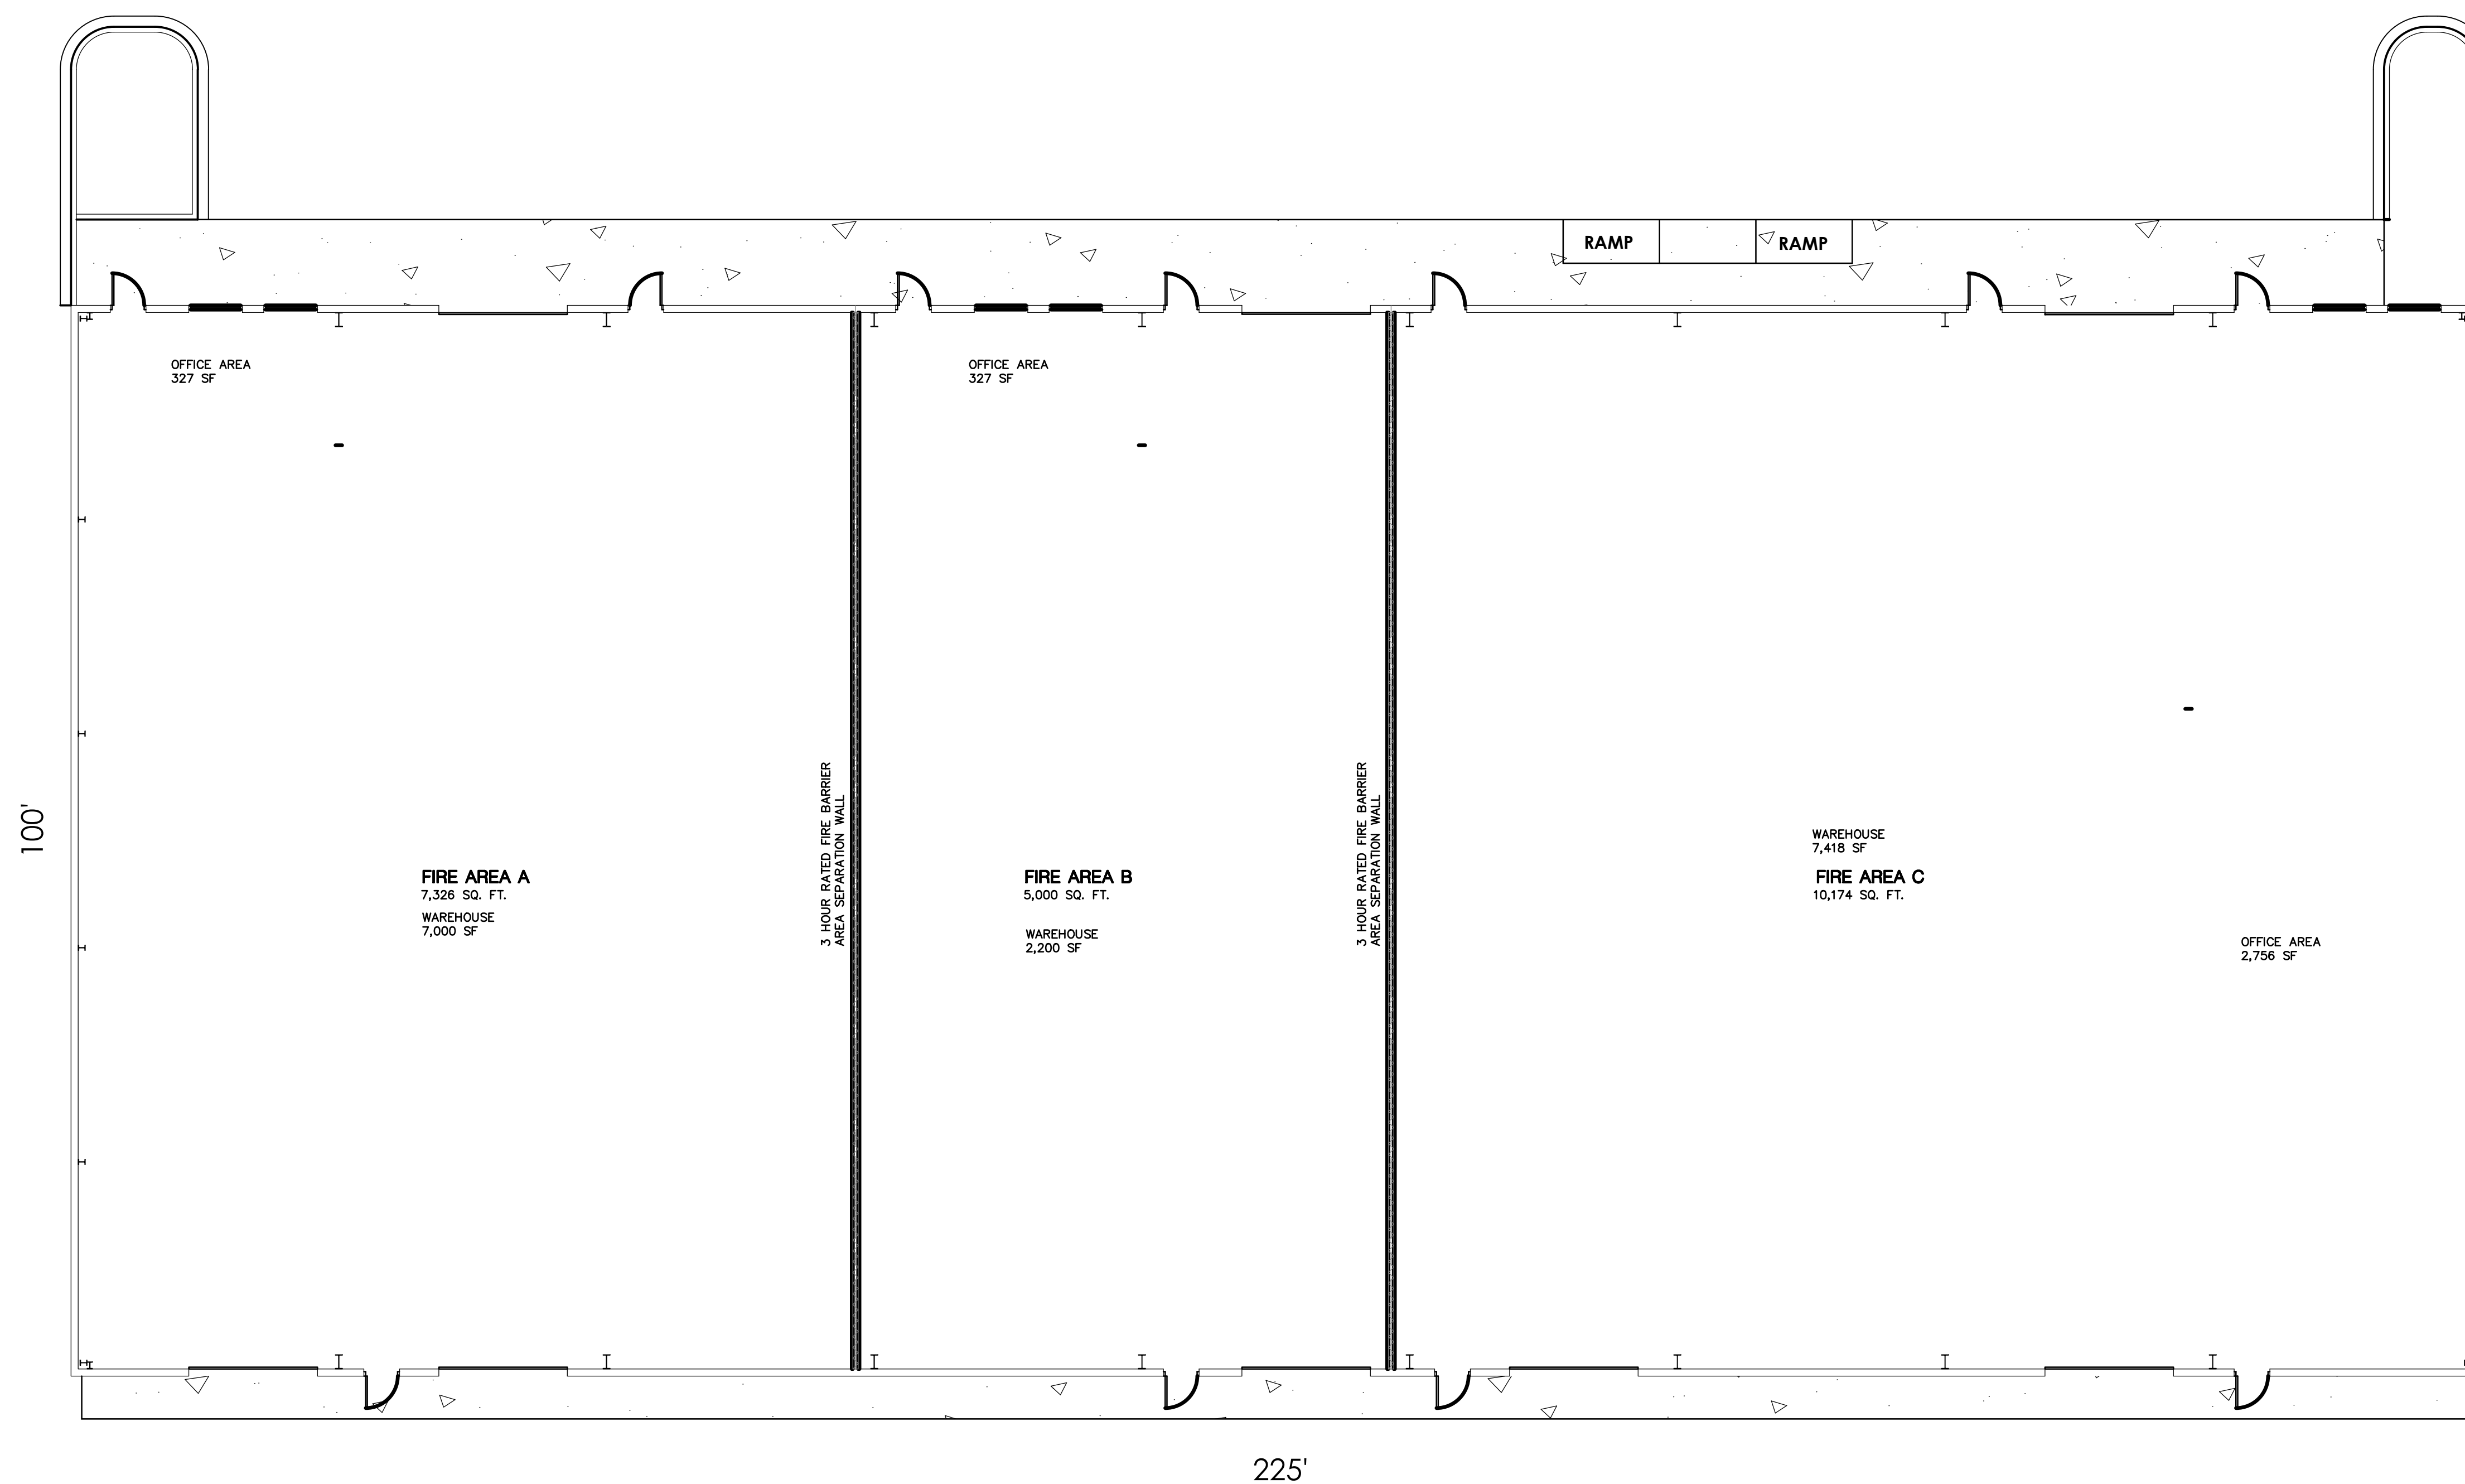 RAMP
RAMP
OFFICE AREA
327 SF
OFFICE AREA
327 SF
100'
3 HOUR RATED FIRE BARRIER
AREA SEPARATION WALL
3 HOUR RATED FIRE BARRIER
AREA SEPARATION WALL
FIRE AREA A
7,326 SQ. FT.
WAREHOUSE
7,000 SF
FIRE AREA B
5,000 SQ. FT.
WAREHOUSE
2,200 SF
WAREHOUSE
7,418 SF
FIRE AREA C
10,174 SQ. FT.
OFFICE AREA
2,756 SF
225'